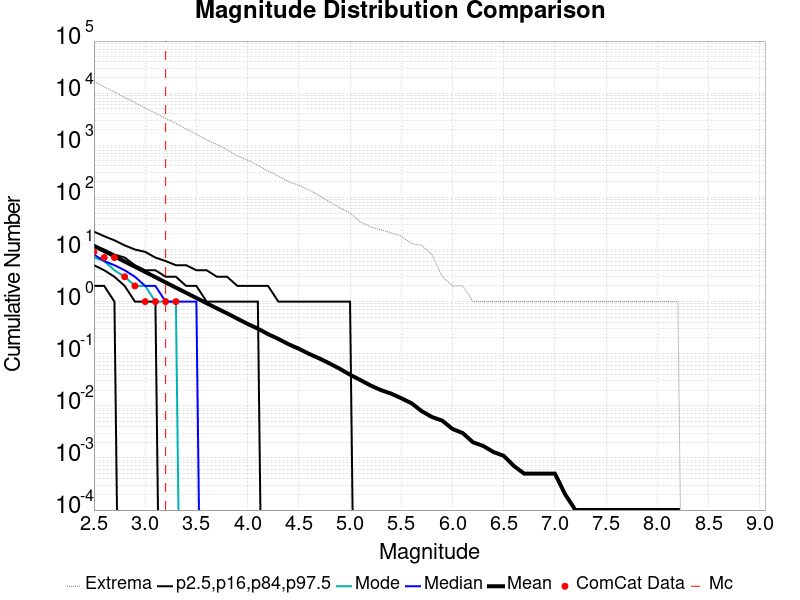 Magnitude Distribution Comparison
10 5
10 4
10 3
10 2
10 1
10 0
10 -1
10 -2
10 -3
10 -4
Cumulative Number
2.5 3.0 3.5 4.0 4.5 5.0 5.5 6.0 6.5 7.0 7.5 8.0 8.5 9.0
Magnitude
Extrema p2.5,p16,p84,p97.5 Mode Median Mean ComCat Data Mc